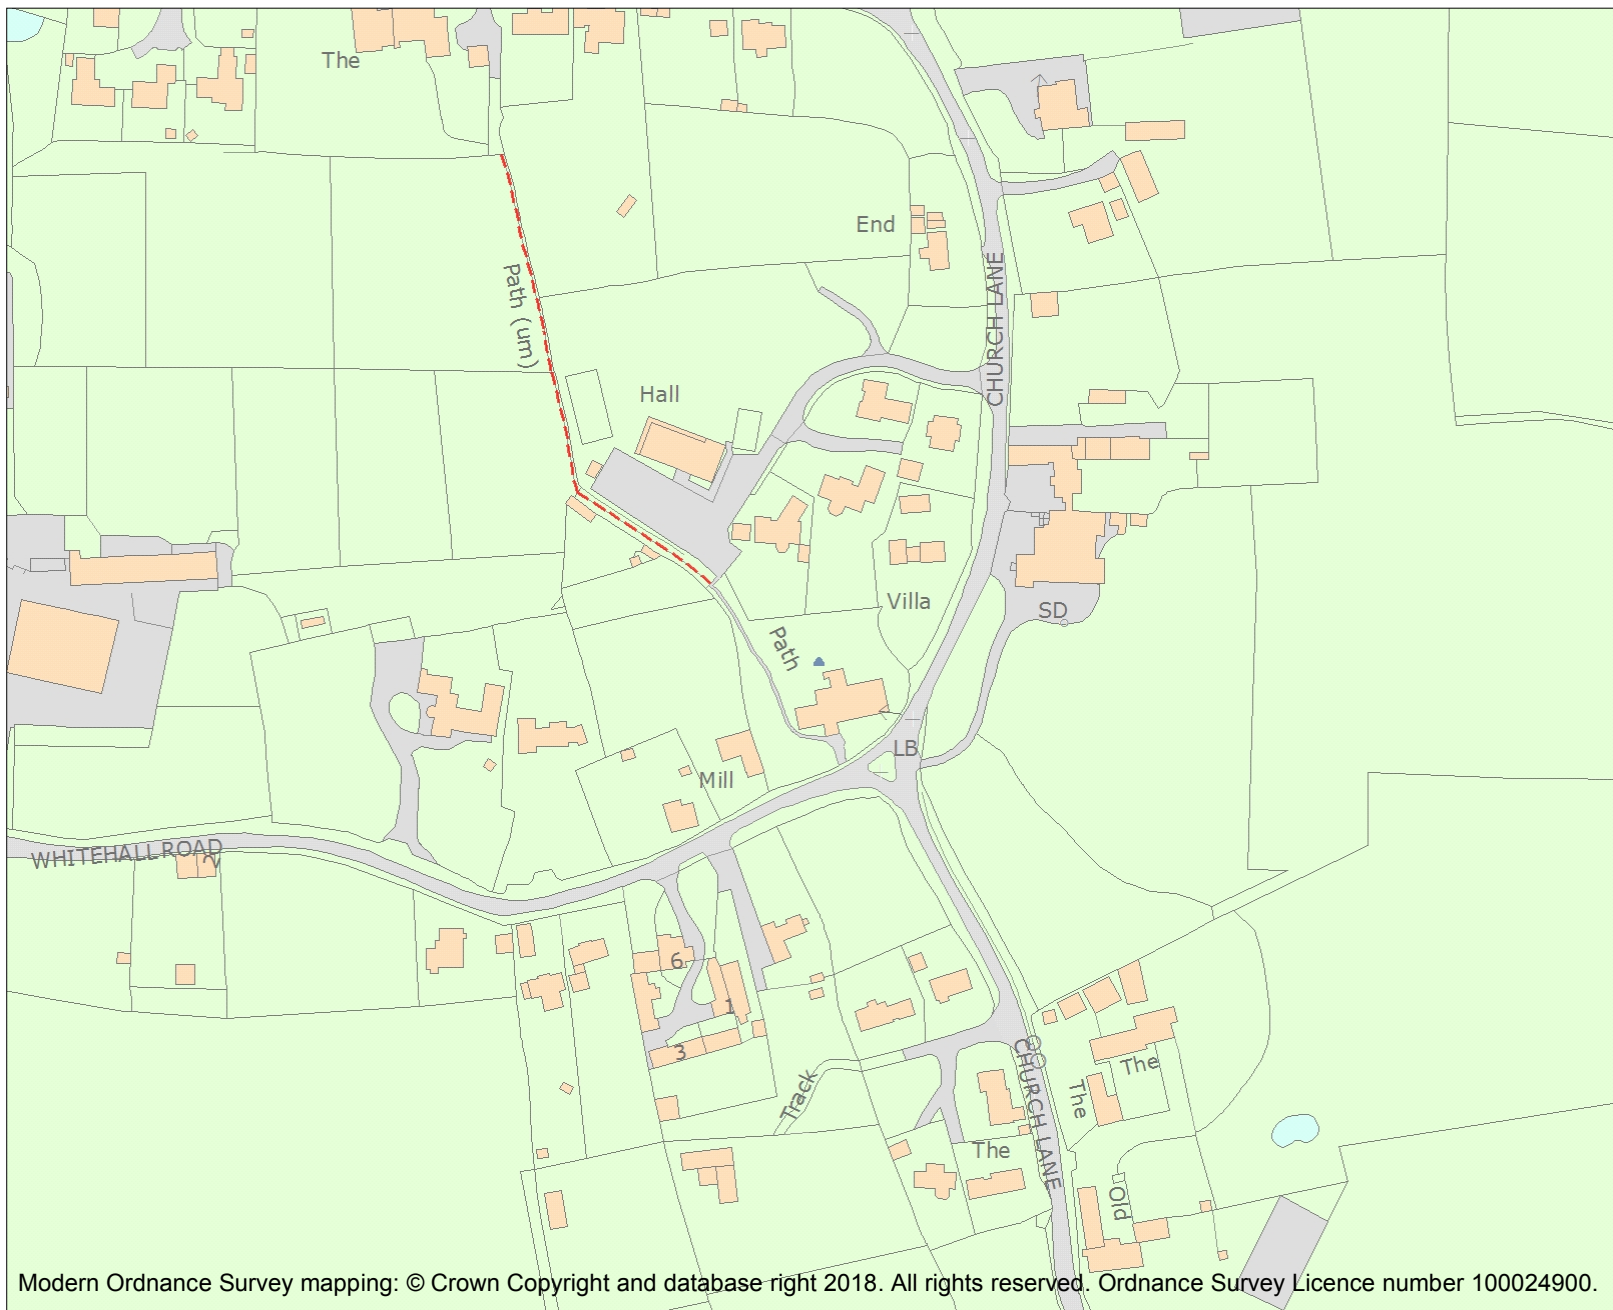 The
End
Path (um)
CHURCH LANE
Hall
Villa
SD
Path
LB
Mill
WHITEHALL ROAD
2
6
1
3
Track
CHURCH LANE
The
The
The
Old
Modern Ordnance Survey mapping: © Crown Copyright and database right 2018. All rights reserved. Ordnance Survey Licence number 100024900.